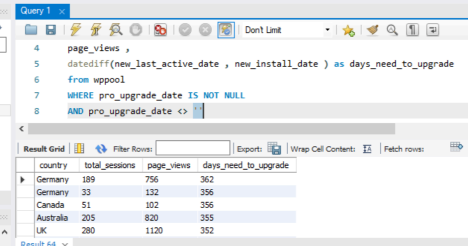 Query 1
Don't Limit
4 page_views ,
5 datediff(new_last_active_date , new_install_date ) as days_need_to_upgrade
6 from wppool
7 WHERE pro_upgrade_date IS NOT NULL
8 AND pro_upgrade_date <> ''
Result Grid Filter Rows: Export: Wrap Cell Content: Fetch rows:
country total_sessions page_views days_need_to_upgrade
Germany 189 756 362
Germany 33 132 356
Canada 51 102 356
Australia 205 820 355
UK 280 1120 352
Result 64